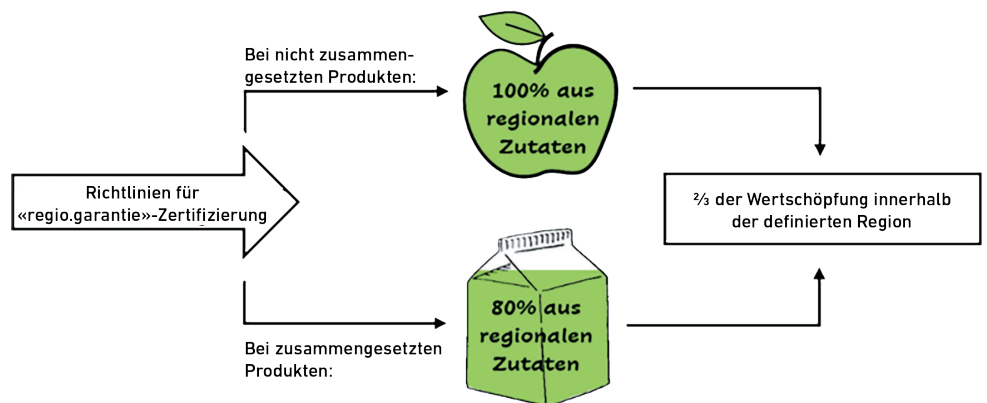 Bei nicht zusammen-
gesetzten Produkten:
100% aus
regionalen
Zutaten
Richtlinien für
«regio.garantie»-Zertifizierung
⅔ der Wertschöpfung innerhalb
der definierten Region
80% aus
regionalen
Zutaten
Bei zusammengesetzten
Produkten: